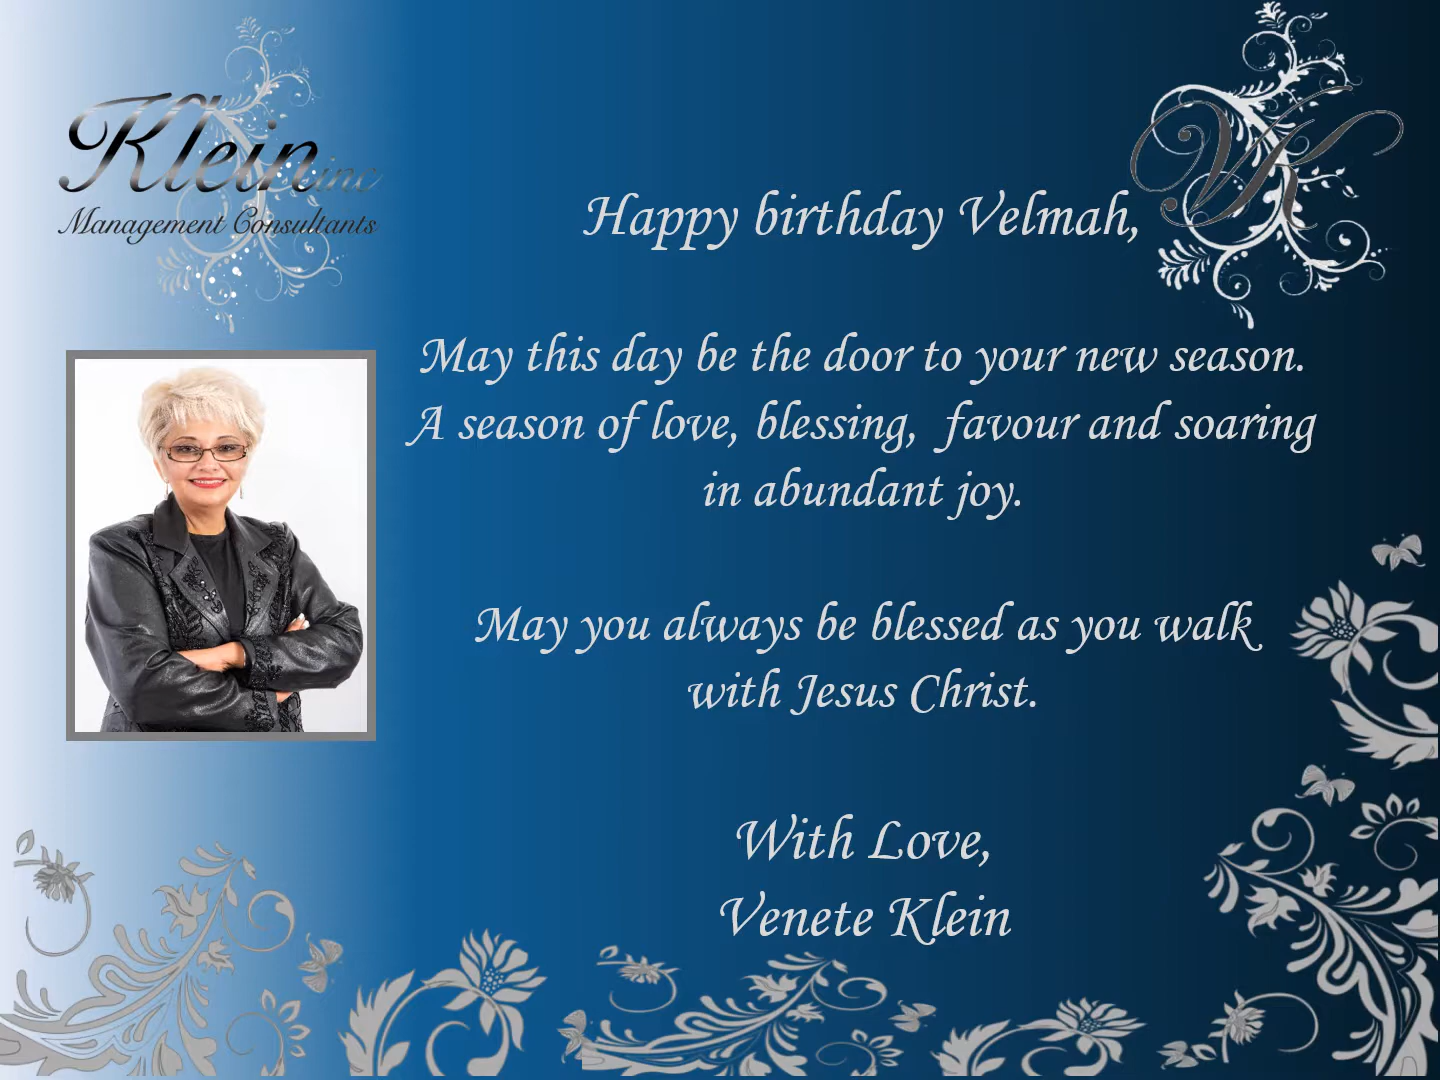 Klein inc
Management Consultants
VK
Happy birthday Velmah,
May this day be the door to your new season.
A season of love, blessing, favour and soaring
in abundant joy.
May you always be blessed as you walk
with Jesus Christ.
With Love,
Venete Klein